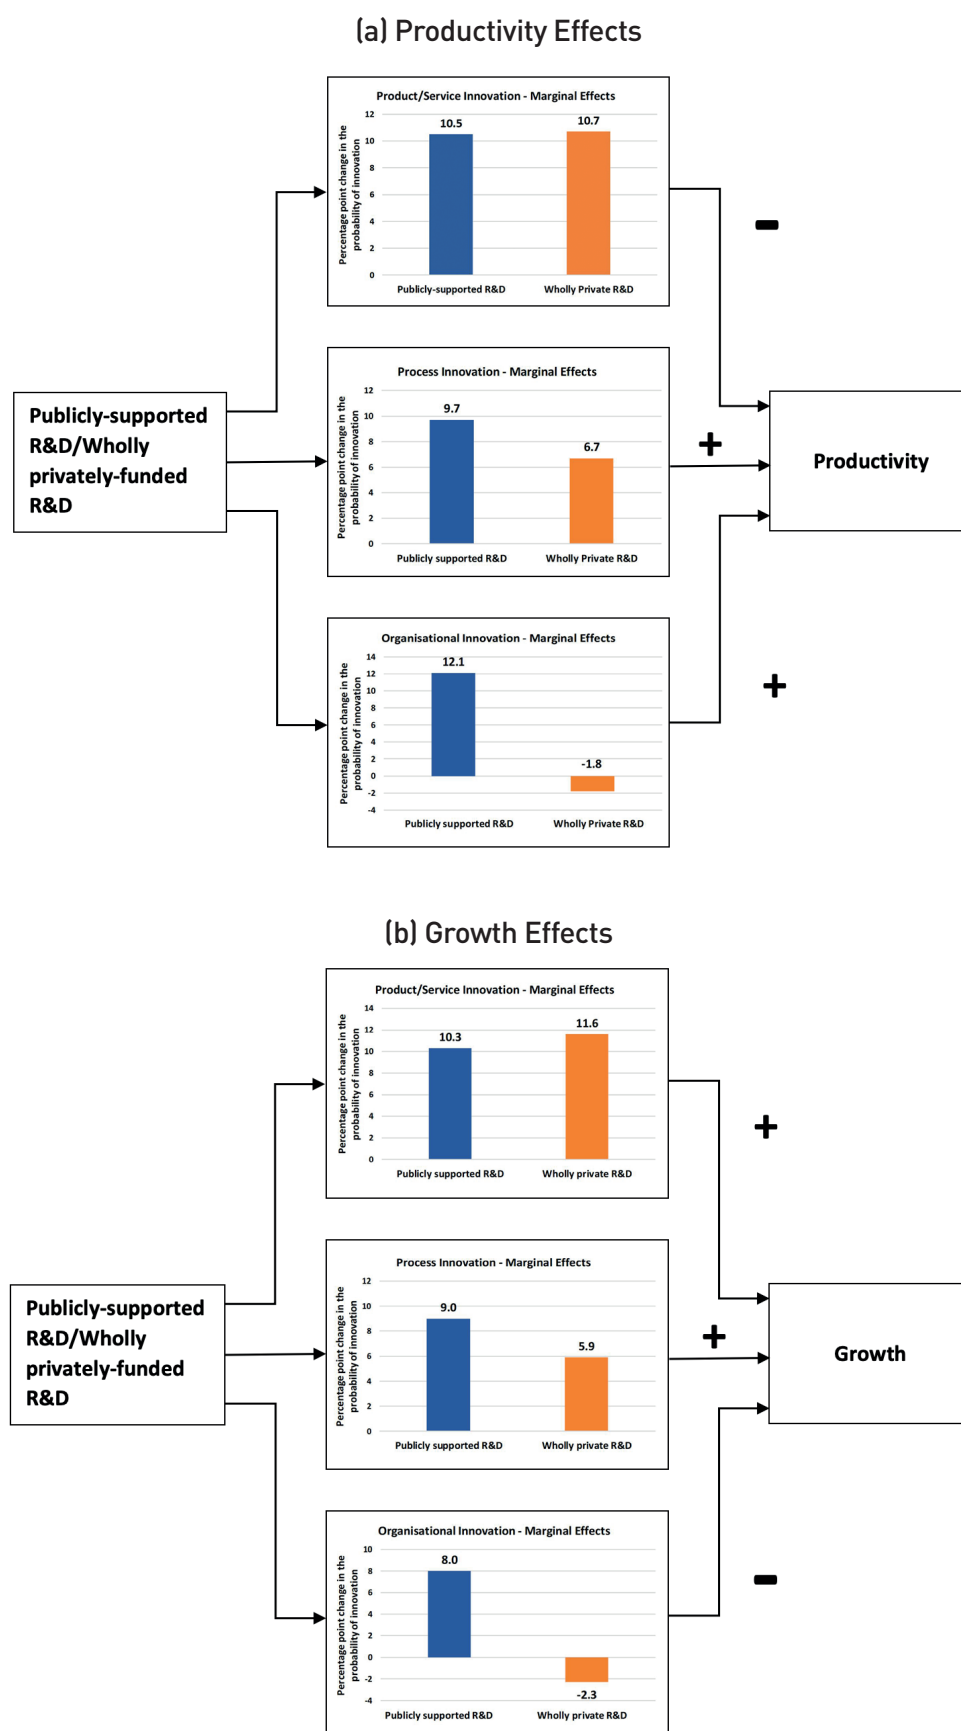 (a) Productivity Effects
Product/Service Innovation - Marginal Effects
Percentage point change in the
probability of innovation
12
10
8
6
4
2
0
10.5
10.7
Publicly-supported R&D
Wholly Private R&D
−
Publicly-supported
R&D/Wholly
privately-funded
R&D
Process Innovation - Marginal Effects
Percentage point change in the
probability of innovation
12
10
8
6
4
2
0
9.7
6.7
Publicly supported R&D
Wholly Private R&D
+
Productivity
Organisational Innovation - Marginal Effects
Percentage point change in the
probability of innovation
14
12
10
8
6
4
2
0
-2
-4
12.1
-1.8
Publicly supported R&D
Wholly Private R&D
+
(b) Growth Effects
Product/Service Innovation - Marginal Effects
Percentage point change in the
probability of innovation
14
12
10
8
6
4
2
0
10.3
11.6
Publicly supported R&D
Wholly private R&D
+
Publicly-supported
R&D/Wholly
privately-funded
R&D
Process Innovation - Marginal Effects
Percentage point change in the
probability of innovation
12
10
8
6
4
2
0
9.0
5.9
Publicly supported R&D
Wholly private R&D
+
Growth
Organisational Innovation - Marginal Effects
Percentage point change in the
probability of innovation
10
8
6
4
2
0
-2
-4
8.0
-2.3
Publicly supported R&D
Wholly private R&D
−